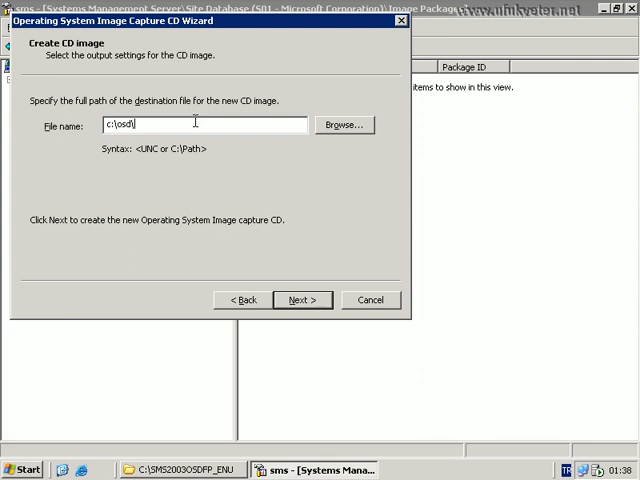 sms - [Systems Management Server\Site Database (S01 - Microsoft Corporation)\ Image Packages]
www.ufukyater.net
Operating System Image Capture CD Wizard
Create CD image
Select the output settings for the CD image.
Package ID
items to show in this view.
Specify the full path of the destination file for the new CD image.
File name:
c:\osd\
Browse...
Syntax: <UNC or C:\Path>
Click Next to create the new Operating System Image capture CD.
< Back
Next >
Cancel
Start
C:\SMS2003OSDFP_ENU
sms - [Systems Mana...
TR
01:38